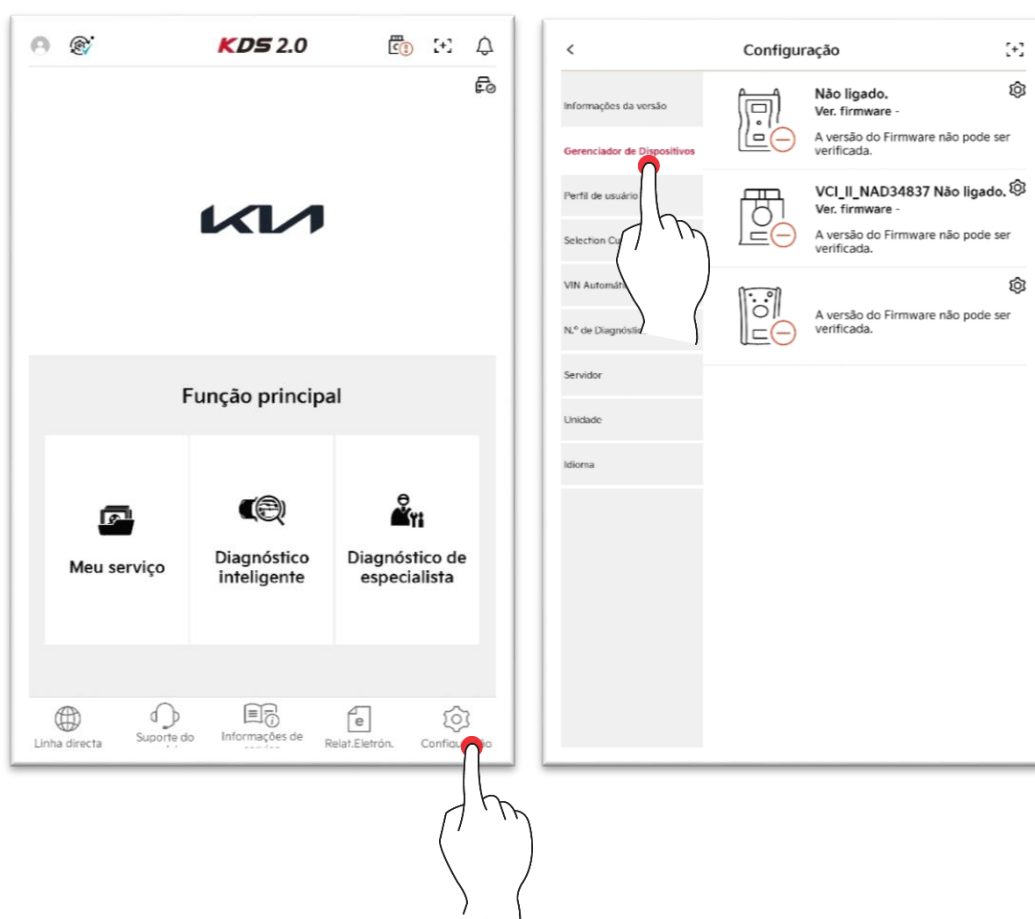 KDS 2.0
KIA
Função principal
Meu serviço
Diagnóstico
inteligente
Diagnóstico de
especialista
Linha directa
Suporte do
Informações de
Relat.Eletrón.
Configuração
Configuração
Informações da versão
Gerenciador de Dispositivos
Perfil de usuário
Selection
VIN
N.º de
Servidor
Unidade
Idioma
Não ligado.
Ver. firmware -
A versão do Firmware não pode ser
verificada.
VCI_II_NAD34837 Não ligado.
Ver. firmware -
A versão do Firmware não pode ser
verificada.
A versão do Firmware não pode ser
verificada.